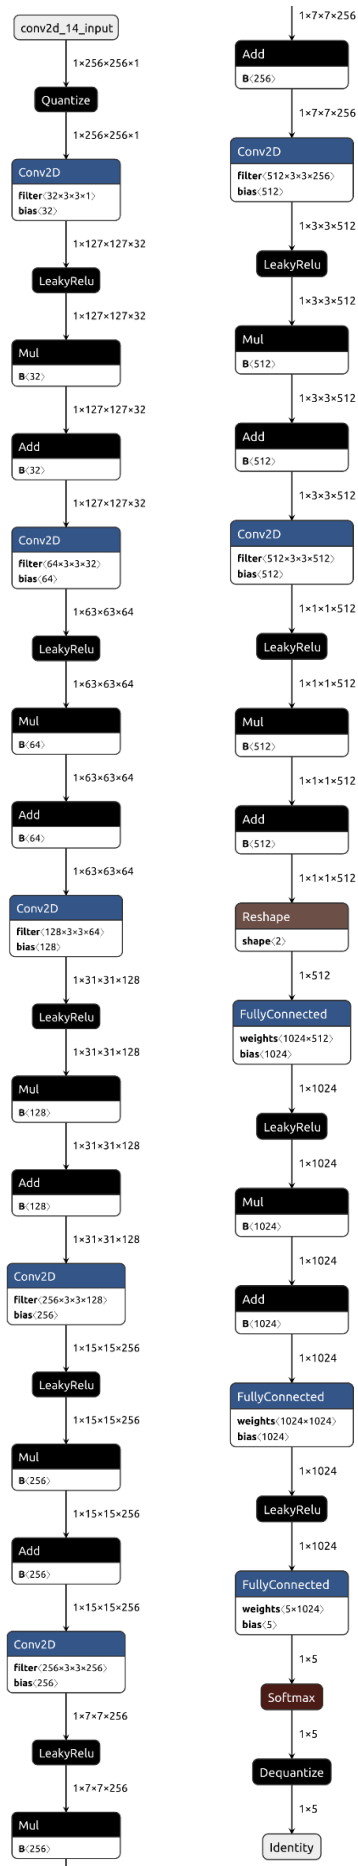 conv2d_14_input
1×256×256×1
Quantize
1×256×256×1
Conv2D
filter⟨32×3×3×1⟩
bias⟨32⟩
1×127×127×32
LeakyRelu
1×127×127×32
Mul
B⟨32⟩
1×127×127×32
Add
B⟨32⟩
1×127×127×32
Conv2D
filter⟨64×3×3×32⟩
bias⟨64⟩
1×63×63×64
LeakyRelu
1×63×63×64
Mul
B⟨64⟩
1×63×63×64
Add
B⟨64⟩
1×63×63×64
Conv2D
filter⟨128×3×3×64⟩
bias⟨128⟩
1×31×31×128
LeakyRelu
1×31×31×128
Mul
B⟨128⟩
1×31×31×128
Add
B⟨128⟩
1×31×31×128
Conv2D
filter⟨256×3×3×128⟩
bias⟨256⟩
1×15×15×256
LeakyRelu
1×15×15×256
Mul
B⟨256⟩
1×15×15×256
Add
B⟨256⟩
1×15×15×256
Conv2D
filter⟨256×3×3×256⟩
bias⟨256⟩
1×7×7×256
LeakyRelu
1×7×7×256
Mul
B⟨256⟩
1×7×7×256
Add
B⟨256⟩
1×7×7×256
Conv2D
filter⟨512×3×3×256⟩
bias⟨512⟩
1×3×3×512
LeakyRelu
1×3×3×512
Mul
B⟨512⟩
1×3×3×512
Add
B⟨512⟩
1×3×3×512
Conv2D
filter⟨512×3×3×512⟩
bias⟨512⟩
1×1×1×512
LeakyRelu
1×1×1×512
Mul
B⟨512⟩
1×1×1×512
Add
B⟨512⟩
1×1×1×512
Reshape
shape⟨2⟩
1×512
FullyConnected
weights⟨1024×512⟩
bias⟨1024⟩
1×1024
LeakyRelu
1×1024
Mul
B⟨1024⟩
1×1024
Add
B⟨1024⟩
1×1024
FullyConnected
weights⟨1024×1024⟩
bias⟨1024⟩
1×1024
LeakyRelu
1×1024
FullyConnected
weights⟨5×1024⟩
bias⟨5⟩
1×5
Softmax
1×5
Dequantize
1×5
Identity